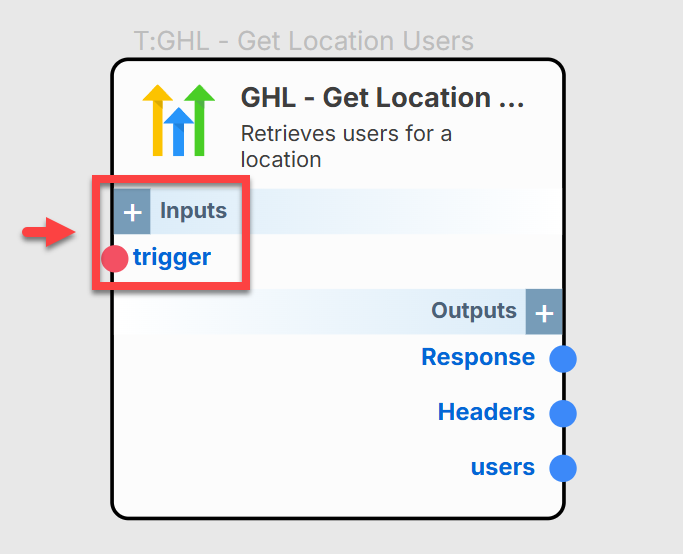 T:GHL - Get Location Users
GHL - Get Location ...
Retrieves users for a
location
+ Inputs
trigger
Outputs +
Response
Headers
users